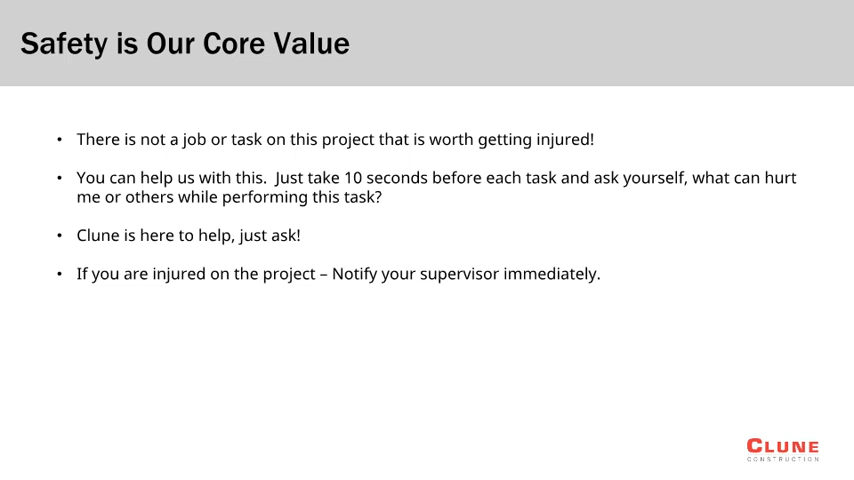 Safety is Our Core Value
• There is not a job or task on this project that is worth getting injured!
• You can help us with this.  Just take 10 seconds before each task and ask yourself, what can hurt
me or others while performing this task?
• Clune is here to help, just ask!
• If you are injured on the project – Notify your supervisor immediately.
CLUNE
CONSTRUCTION